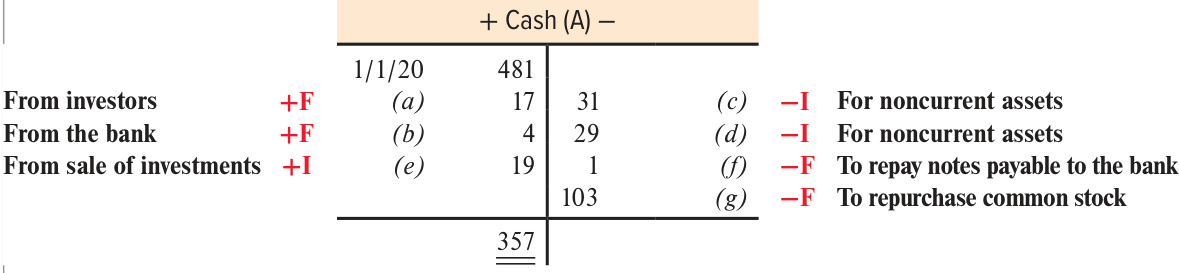 + Cash (A) −
1/1/20 481
From investors +F (a) 17 31 (c) −I For noncurrent assets
From the bank +F (b) 4 29 (d) −I For noncurrent assets
From sale of investments +I (e) 19 1 (f) −F To repay notes payable to the bank
103 (g) −F To repurchase common stock
357